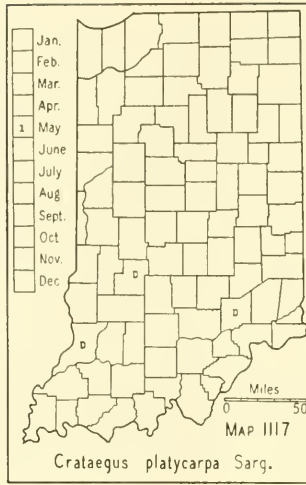 Jan.
Feb.
Mar.
Apr.
1 May
June
July
Aug
Sept.
Oct
Nov.
Dec
D
D
D
Miles
0 50
MAP 1117
Crataegus platycarpa Sarg.